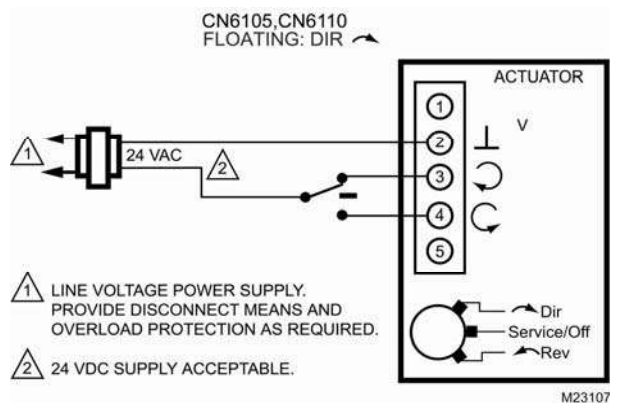 CN6105,CN6110
FLOATING: DIR
ACTUATOR
1
V
1
24 VAC
2
2
3
4
5
1 LINE VOLTAGE POWER SUPPLY.
PROVIDE DISCONNECT MEANS AND
OVERLOAD PROTECTION AS REQUIRED.
2 24 VDC SUPPLY ACCEPTABLE.
Dir
Service/Off
Rev
M23107